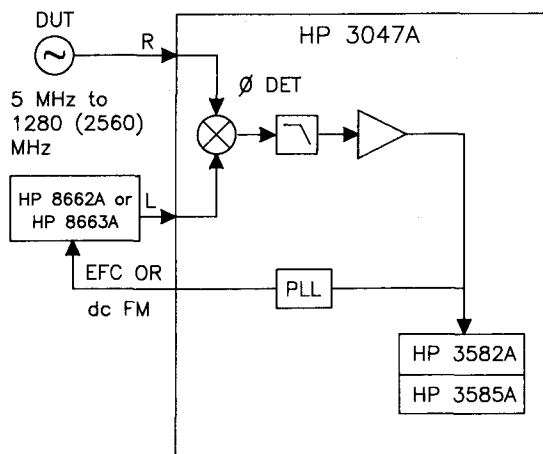 DUT
HP 3047A
R
Ø DET
5 MHz to
1280 (2560)
MHz
HP 8662A or
HP 8663A
L
EFC OR
dc FM
PLL
HP 3582A
HP 3585A